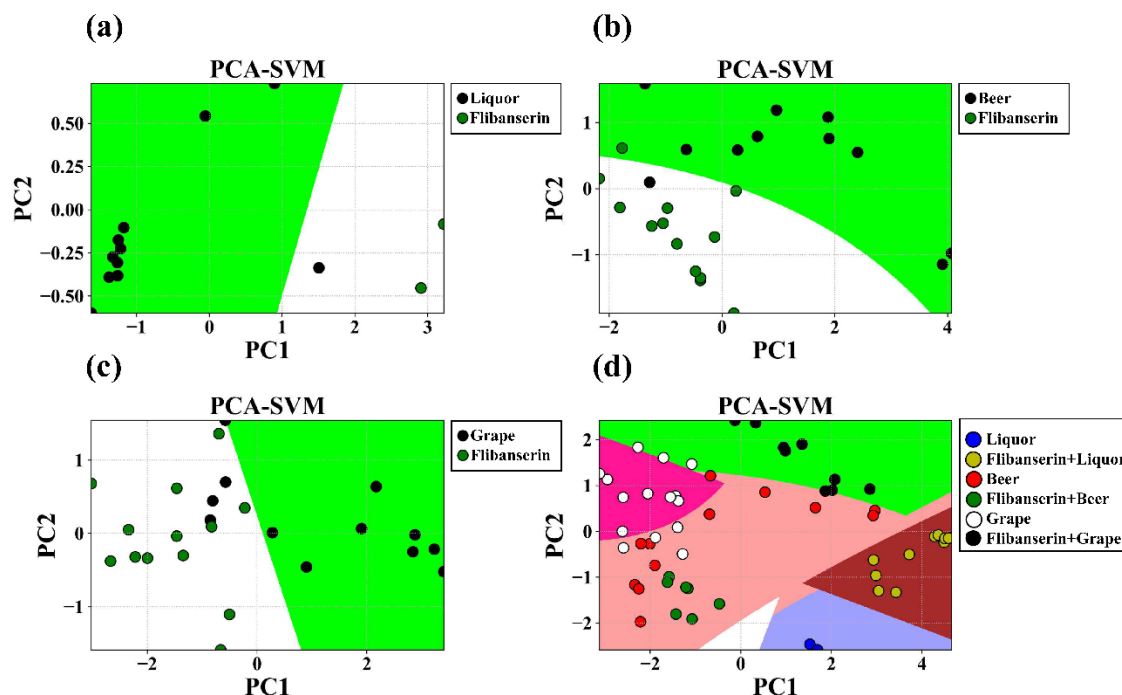 (a)
PCA-SVM
Liquor
Flibanserin
0.50
0.25
0.00
−0.25
−0.50
PC2
−1
0
1
2
3
PC1
(b)
PCA-SVM
Beer
Flibanserin
1
0
−1
PC2
−2
0
2
4
PC1
(c)
PCA-SVM
Grape
Flibanserin
1
0
−1
PC2
−2
0
2
PC1
(d)
PCA-SVM
Liquor
Flibanserin+Liquor
Beer
Flibanserin+Beer
Grape
Flibanserin+Grape
2
1
0
−1
−2
PC2
−2
0
2
4
PC1